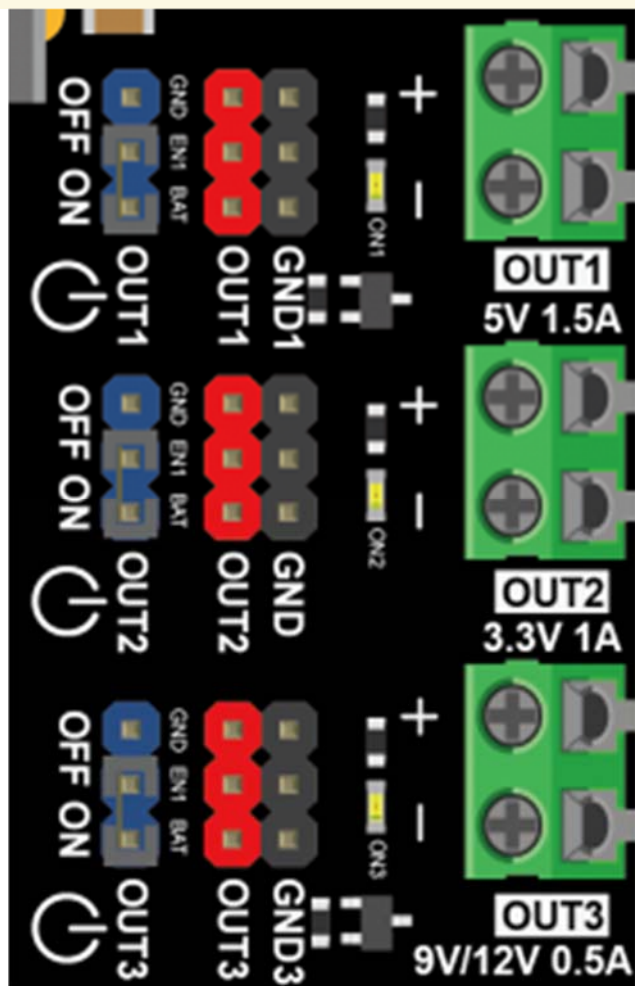 OFF ON
GND
EN1
BAT
OUT1
OUT1
GND1
+
-
ON1
OUT1
5V 1.5A
OFF ON
GND
EN1
BAT
OUT2
OUT2
GND
+
-
ON2
OUT2
3.3V 1A
OFF ON
GND
EN1
BAT
OUT3
OUT3
GND3
+
-
ON3
OUT3
9V/12V 0.5A